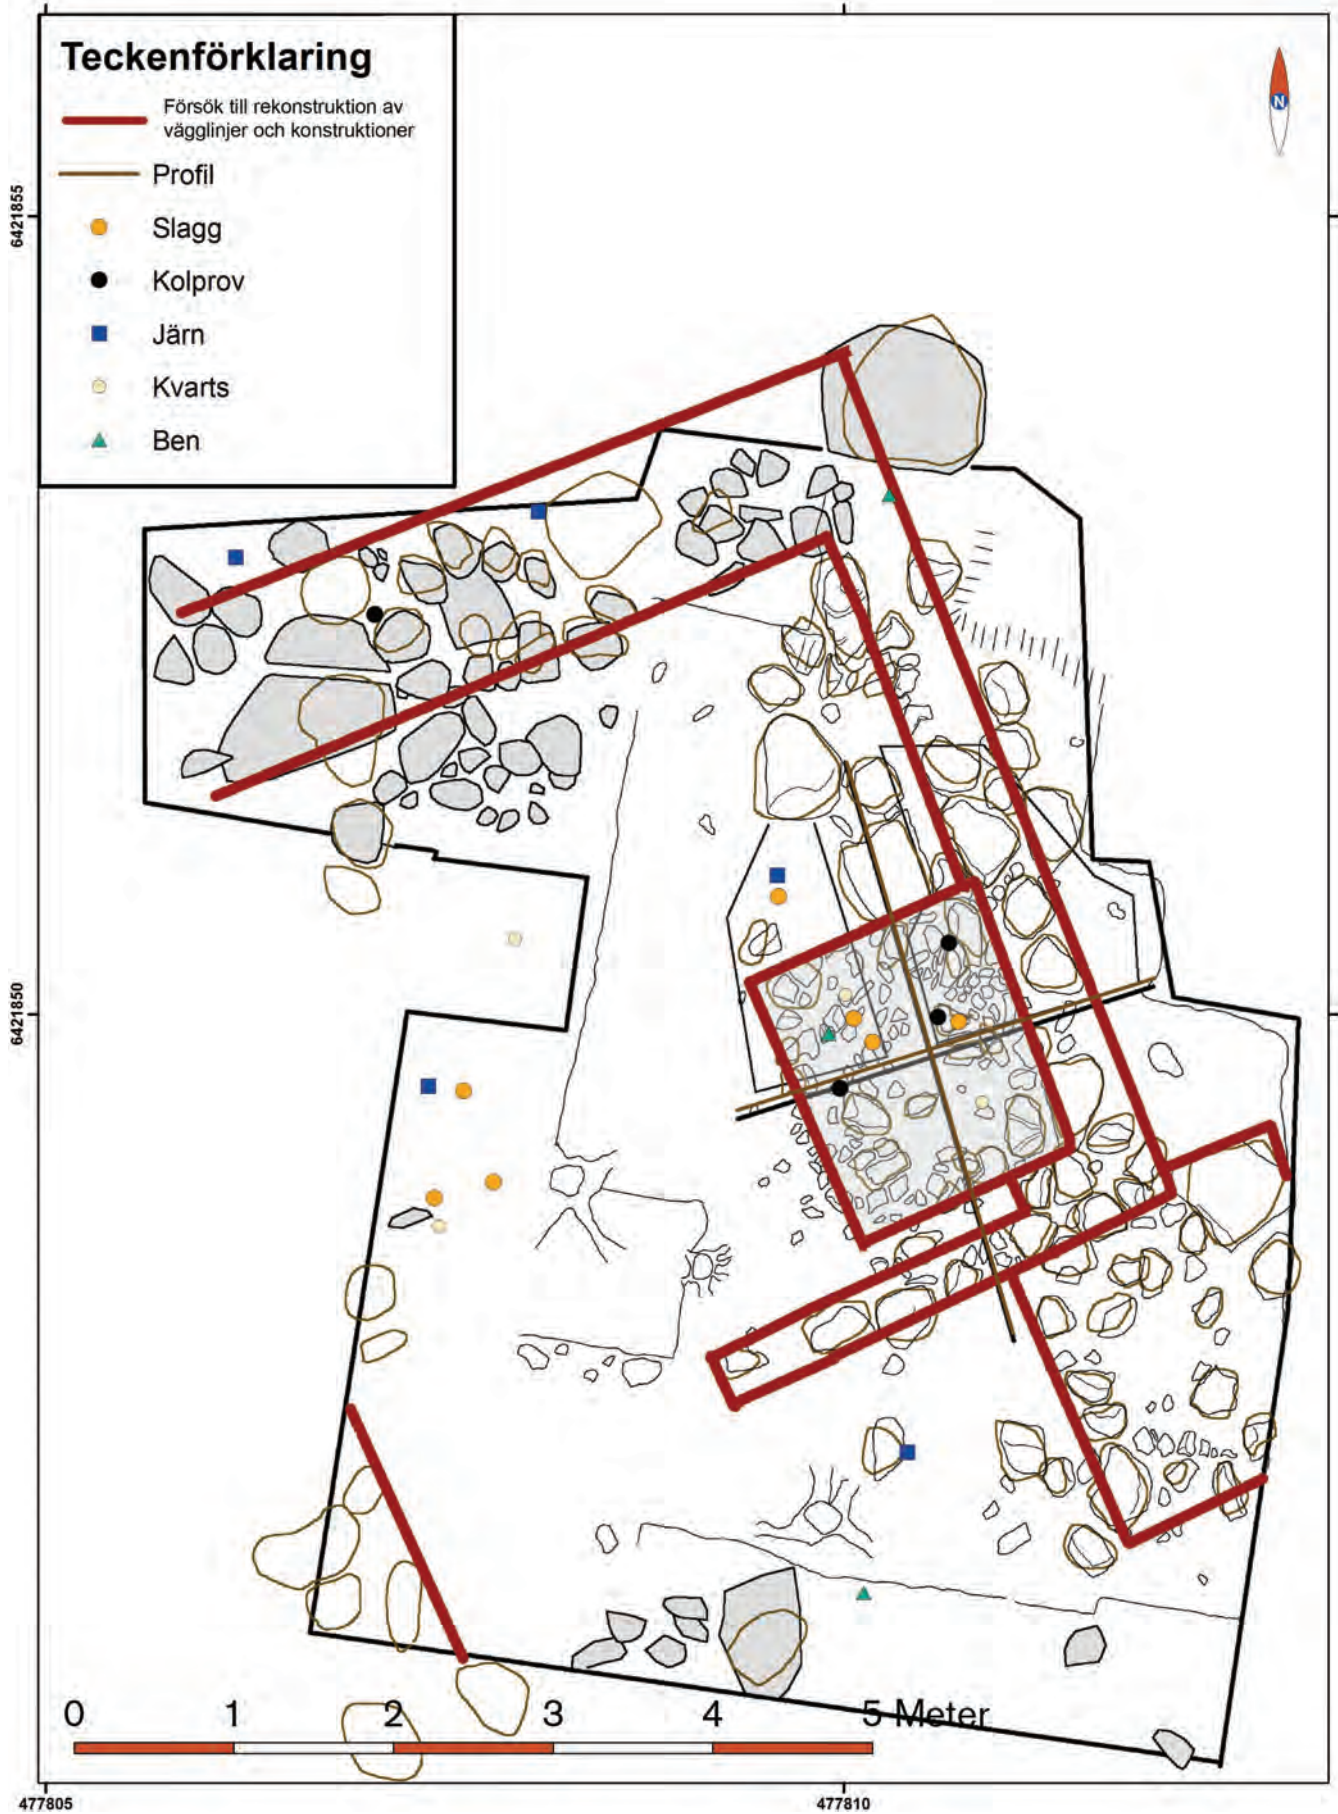 Teckenförklaring
Försök till rekonstruktion av
vägglinjer och konstruktioner
Profil
Slagg
Kolprov
Järn
Kvarts
Ben
N
6421855
6421850
0 1 2 3 4 5 Meter
477805 477810